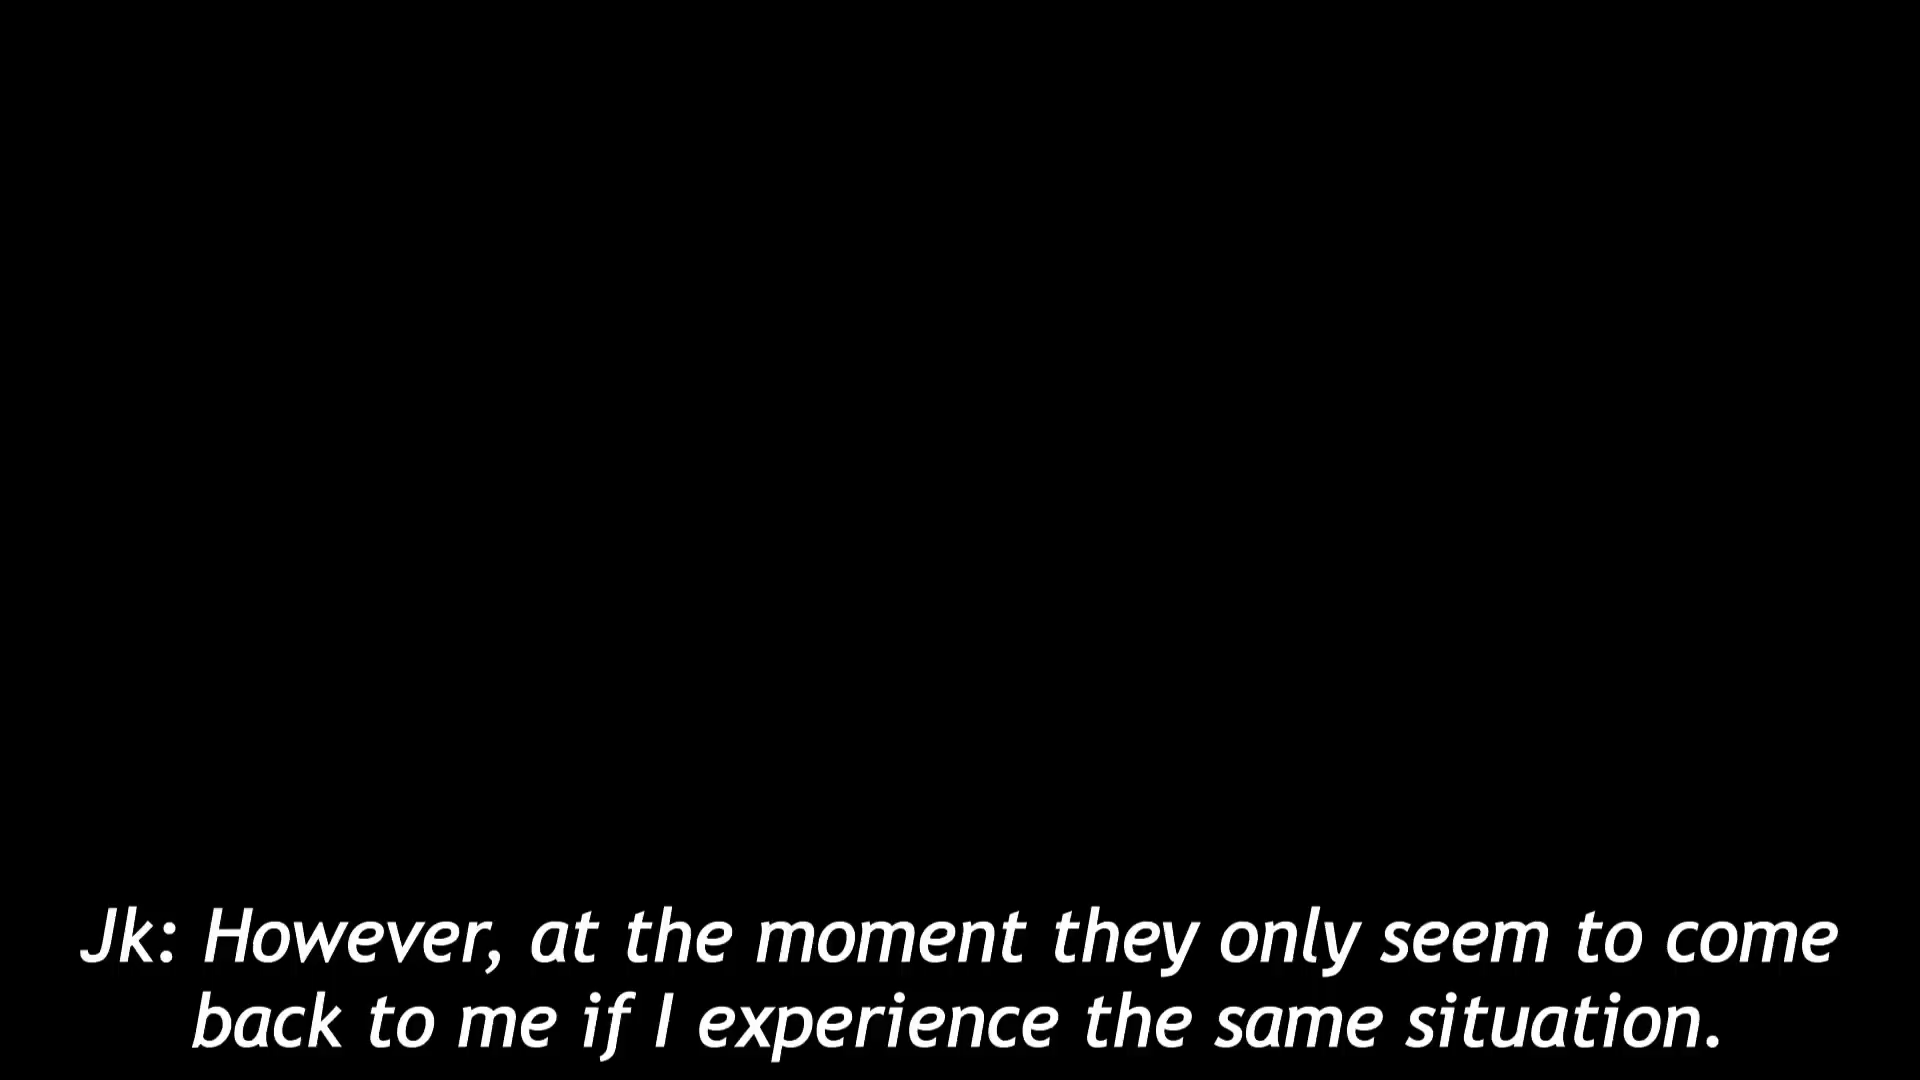 Jk: However, at the moment they only seem to come
back to me if I experience the same situation.